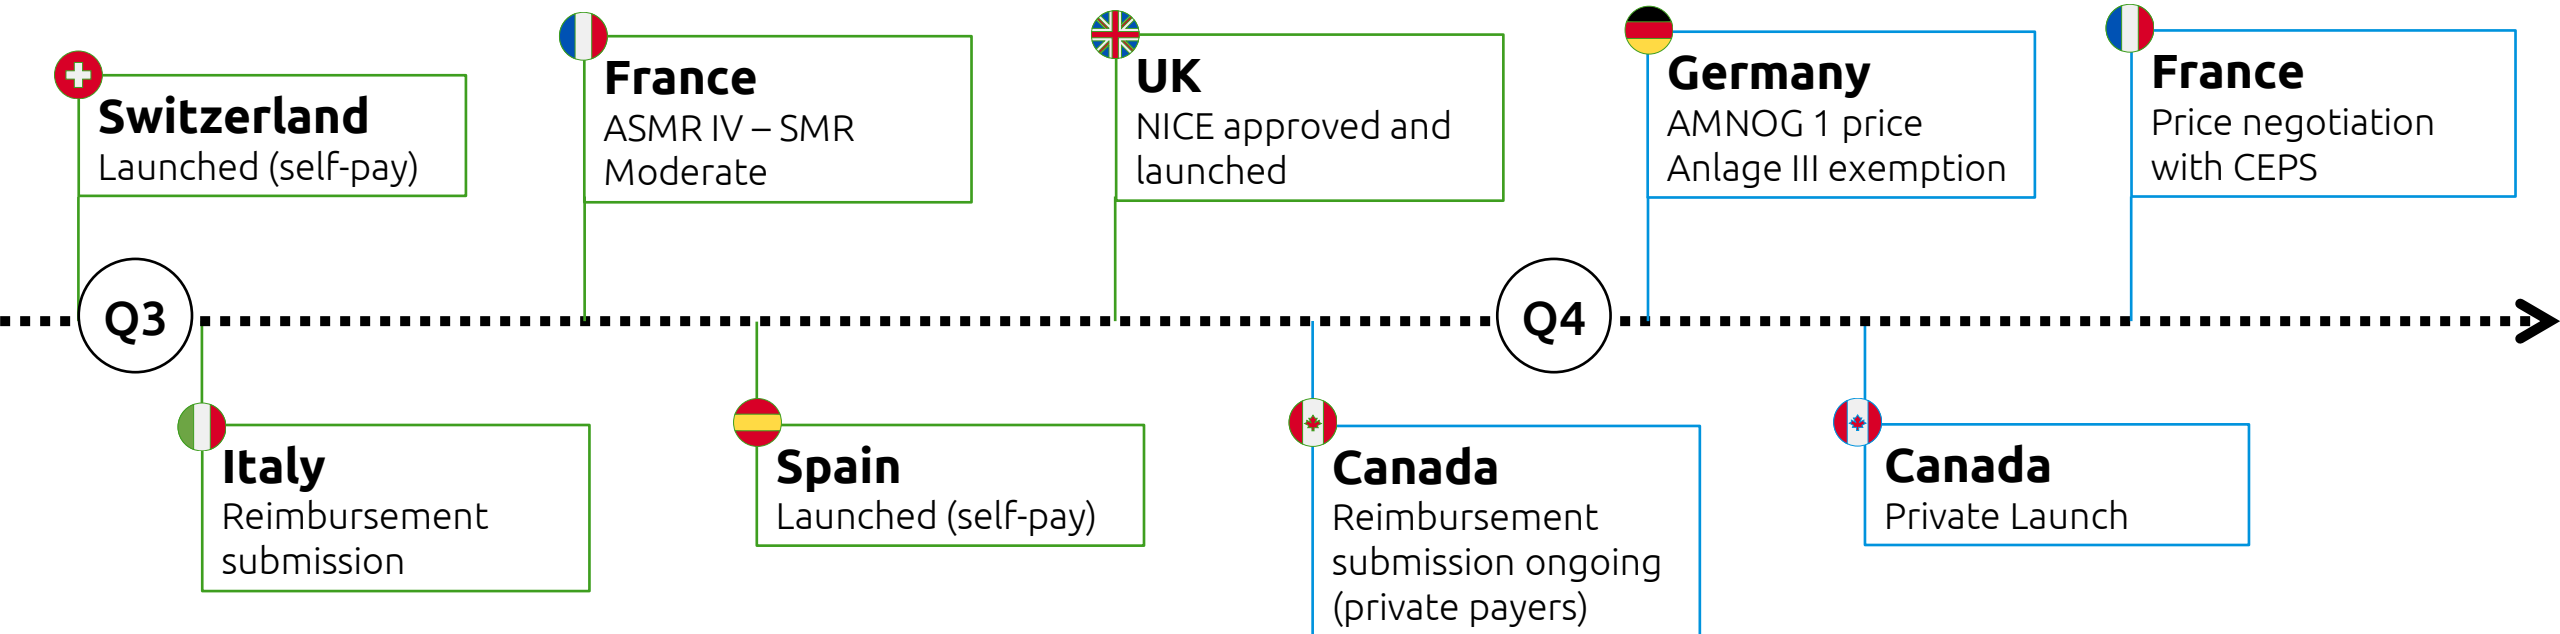 Switzerland
Launched (self-pay)
France
ASMR IV – SMR
Moderate
UK
NICE approved and
launched
Germany
AMNOG 1 price
Anlage III exemption
France
Price negotiation
with CEPS
Q3
Q4
Italy
Reimbursement
submission
Spain
Launched (self-pay)
Canada
Reimbursement
submission ongoing
(private payers)
Canada
Private Launch